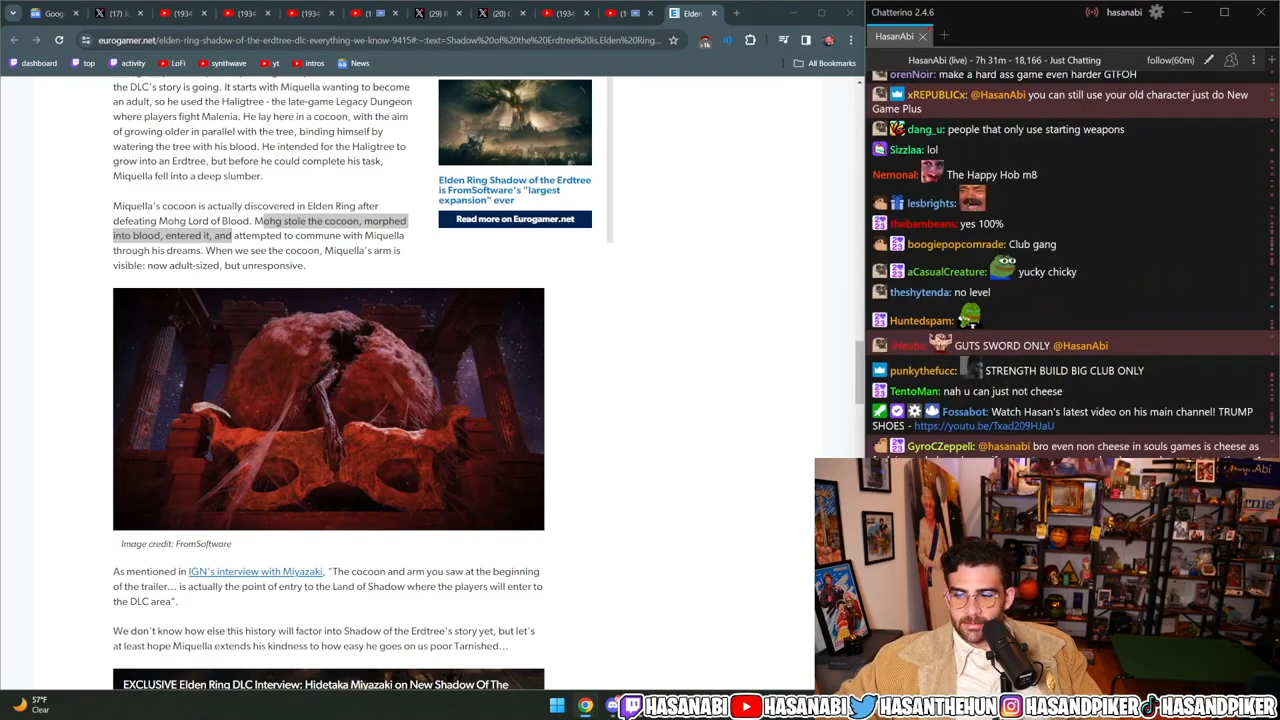 Goog
(17) J
(1934
(1934
(1934
(1
(29) R
(20) C
(1934
(1
Elden
eurogamer.net/elden-ring-shadow-of-the-erdtree-dlc-everything-we-know-9415#:~:text=Shadow%20of%20the%20Erdtree%20is,Elden%20Ring...
dashboard
top
activity
LoFi
synthwave
yt
intros
News
All Bookmarks
the DLC's story is going. It starts with Miquella wanting to become
an adult, so he used the Haligtree - the late-game Legacy Dungeon
where players fight Malenia. He lay here in a cocoon, with the aim
of growing older in parallel with the tree, binding himself by
watering the tree with his blood. He intended for the Haligtree to
grow into an Erdtree, but before he could complete his task,
Miquella fell into a deep slumber.
Miquella's cocoon is actually discovered in Elden Ring after
defeating Mohg Lord of Blood. Mohg stole the cocoon, morphed
into blood, entered it, and attempted to commune with Miquella
through his dreams. When we see the cocoon, Miquella's arm is
visible: now adult-sized, but unresponsive.
Elden Ring Shadow of the Erdtree
is FromSoftware's "largest
expansion" ever
Read more on Eurogamer.net
Image credit: FromSoftware
As mentioned in IGN's interview with Miyazaki, "The cocoon and arm you saw at the beginning
of the trailer... is actually the point of entry to the Land of Shadow where the players will enter to
the DLC area".
We don't know how else this history will factor into Shadow of the Erdtree's story yet, but let's
at least hope Miquella extends his kindness to how easy he goes on us poor Tarnished...
EXCLUSIVE Elden Ring DLC Interview: Hidetaka Miyazaki on New Shadow Of The
57°F
Clear
Chatterino 2.4.6
hasanabi
HasanAbi
HasanAbi (live) - 7h 31m - 18,166 - Just Chatting
follow(60m)
orenNoir: make a hard ass game even harder GTFOH
xREPUBLICx: @HasanAbi you can still use your old character just do New
Game Plus
dang_u: people that only use starting weapons
Sizzlaa: lol
Nemonal: The Happy Hob m8
lesbrights:
thebambeans: yes 100%
boogiepopcomrade: Club gang
aCasualCreature: yucky chicky
theshytenda: no level
Huntedspam:
GUTS SWORD ONLY @HasanAbi
punkythefucc: STRENGTH BUILD BIG CLUB ONLY
TentoMan: nah u can just not cheese
Fossabot: Watch Hasan's latest video on his main channel! TRUMP
SHOES - https://youtu.be/Txad209HJaU
GyroCZeppeli: @hasanabi bro even non cheese in souls games is cheese as
HASANABI
HASANABI
HASANTHEHUN
HASANDPIKER
HASANDPIKER